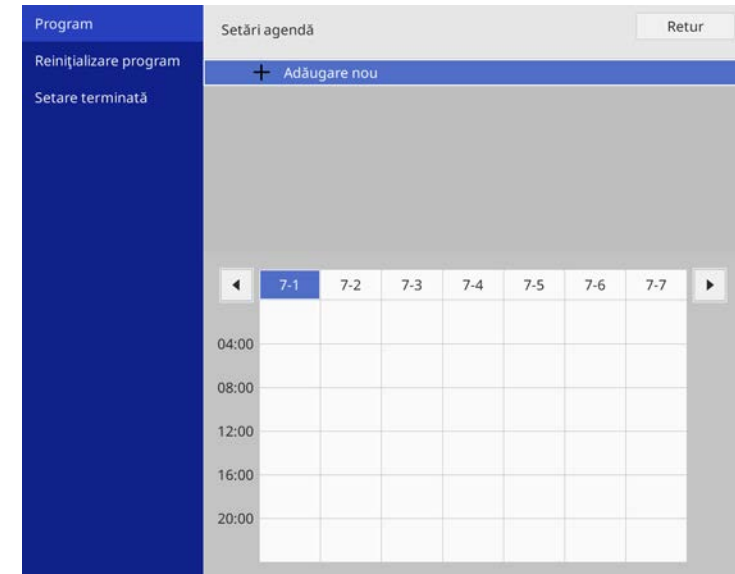 Program
Reinițializare program
Setare terminată
Setări agendă
Retur
Adăugare nou
7-1 7-2 7-3 7-4 7-5 7-6 7-7
04:00
08:00
12:00
16:00
20:00